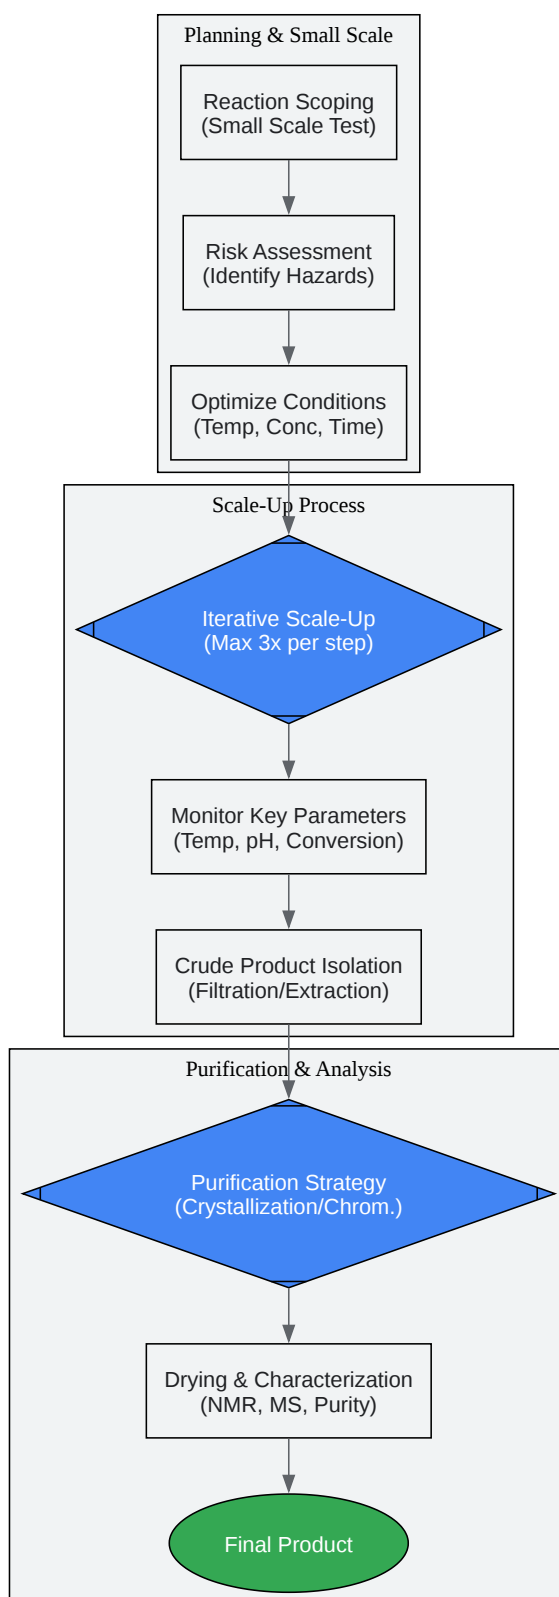 Planning & Small Scale
Reaction Scoping
(Small Scale Test)
Risk Assessment
(Identify Hazards)
Optimize Conditions
(Temp, Conc, Time)
Scale-Up Process
Iterative Scale-Up
(Max 3x per step)
Monitor Key Parameters
(Temp, pH, Conversion)
Crude Product Isolation
(Filtration/Extraction)
Purification & Analysis
Purification Strategy
(Crystallization/Chrom.)
Drying & Characterization
(NMR, MS, Purity)
Final Product